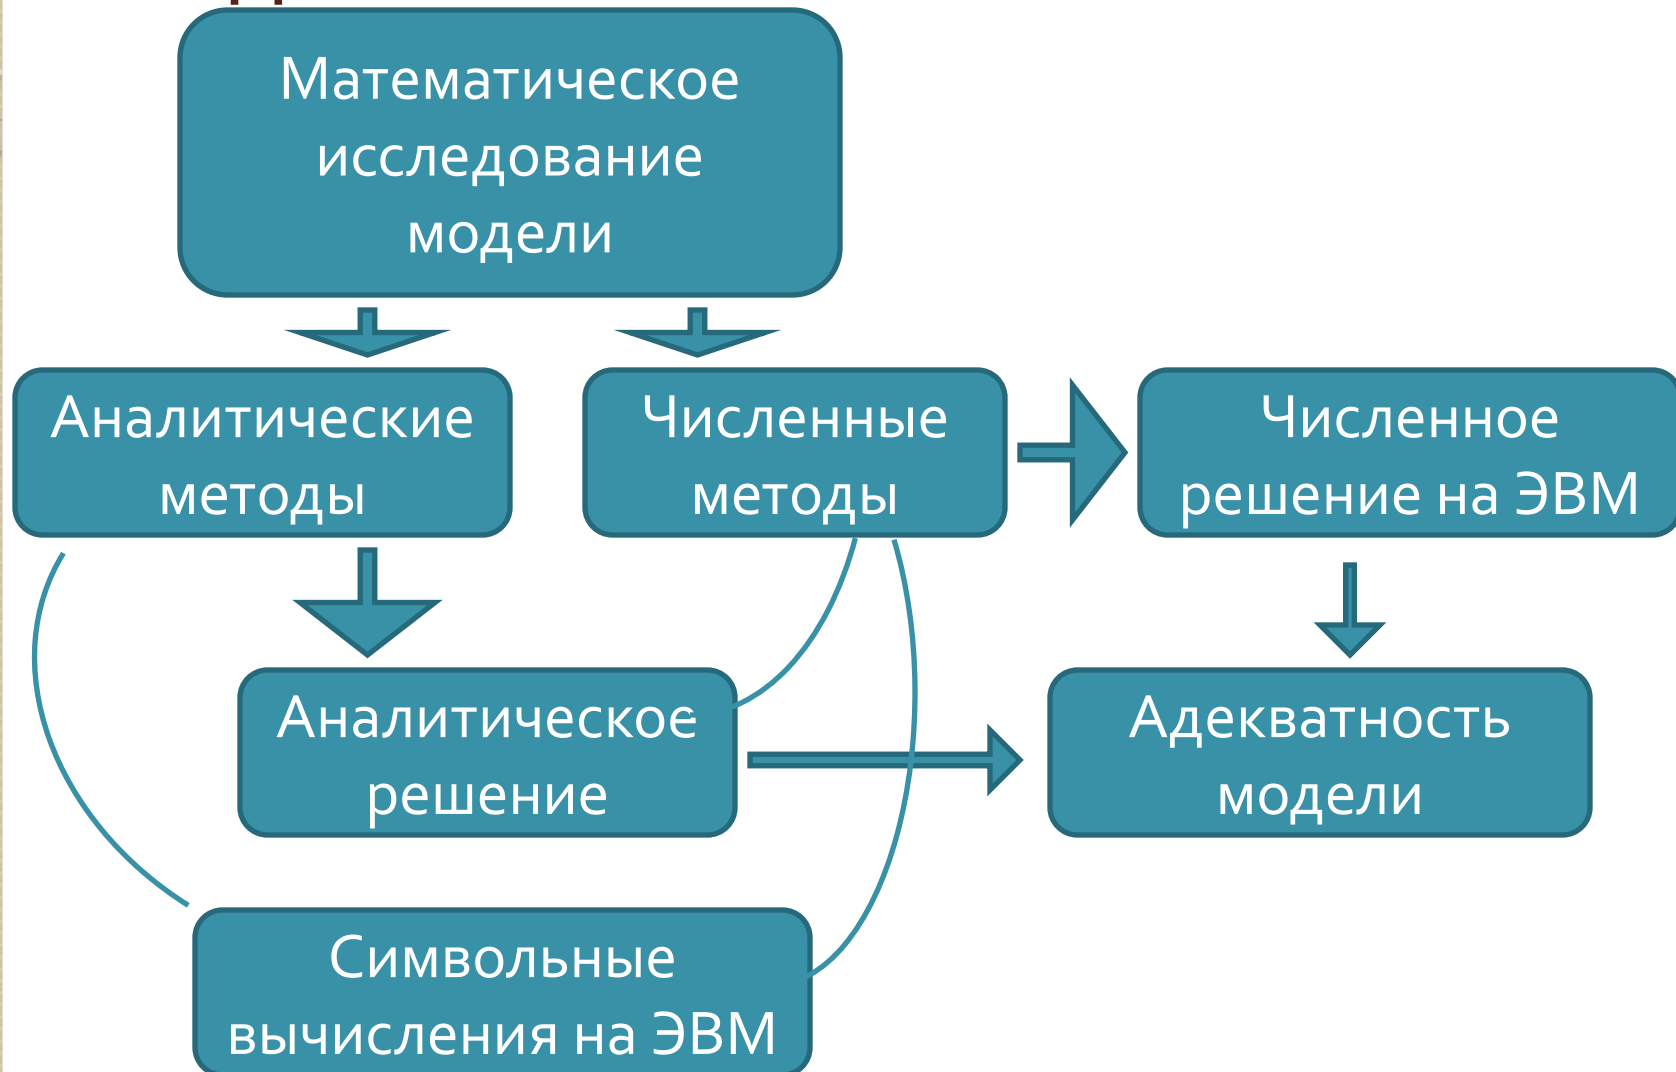 Математическое
исследование
модели
Аналитические
методы
Численные
методы
Численное
решение на ЭВМ
Аналитическое
решение
Адекватность
модели
Символьные
вычисления на ЭВМ